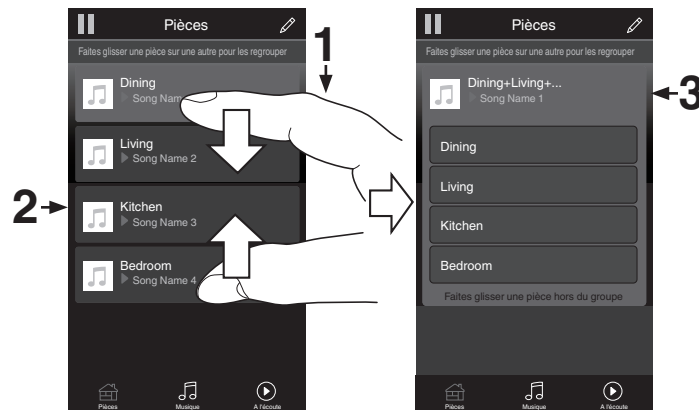 Pièces
Faites glisser une pièce sur une autre pour les regrouper
Dining
Song Nam
Living
Song Name 2
Kitchen
Song Name 3
Bedroom
Song Name 4
Pièces
Musique
A l'écoute
1
2
Pièces
Faites glisser une pièce sur une autre pour les regrouper
Dining+Living+...
Song Name 1
Dining
Living
Kitchen
Bedroom
Faites glisser une pièce hors du groupe
Pièces
Musique
A l'écoute
3